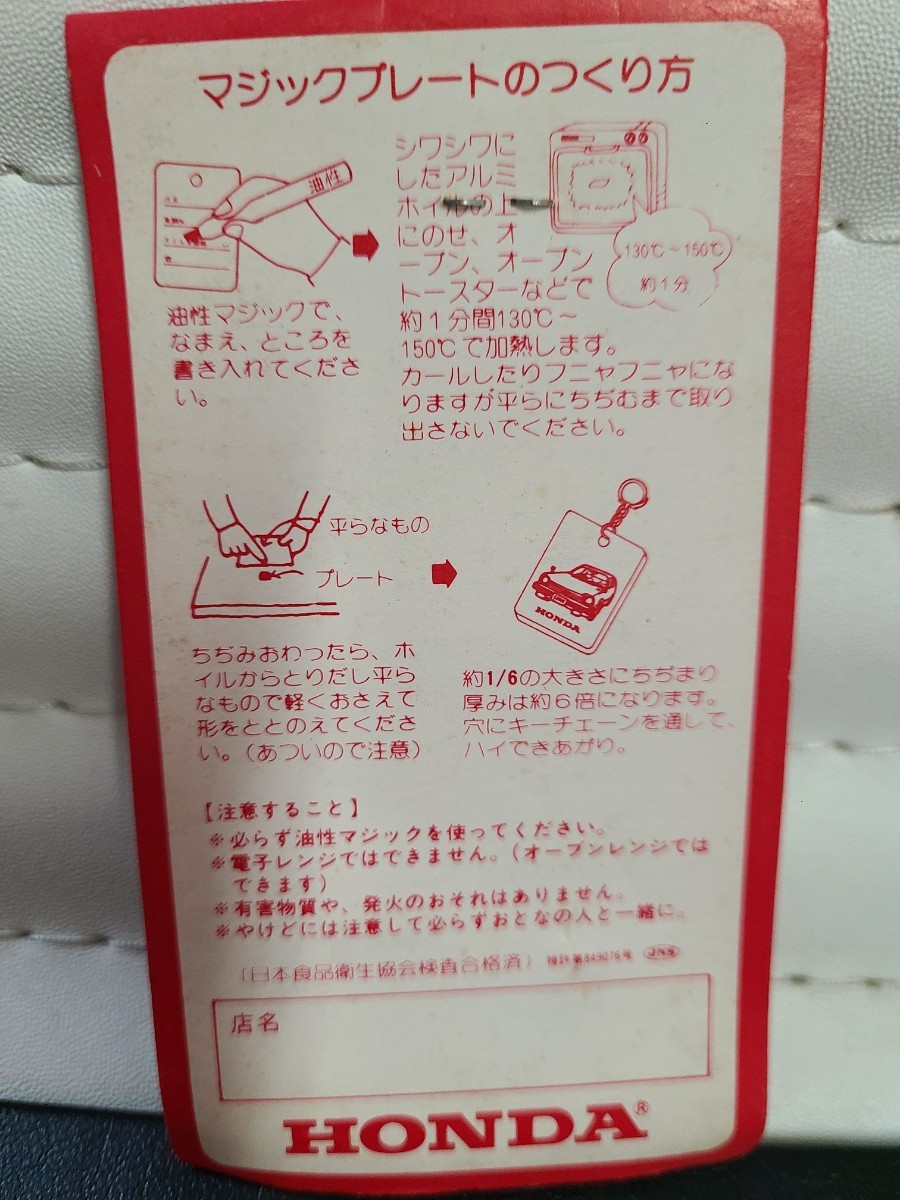 マジックプレートのつくり方
油性
油性マジックで、
なまえ、ところを
書き入れてくださ
い。
シワシワに
したアルミ
ホイルの上
にのせ、オ
ーブン、オーブン
トースターなどで
約1分間130℃～
150℃で加熱します。
カールしたりフニャフニャにな
りますが平らにちぢむまで取り
出さないでください。
130℃～150℃
約1分
平らなもの
プレート
ちぢみおわったら、ホ
イルからとりだし平ら
なもので軽くおさえて
形をととのえてくださ
い。(あついので注意)
HONDA
約1/6の大きさにちぢまり
厚みは約6倍になります。
穴にキーチェーンを通して、
ハイできあがり。
【注意すること】
※必らず油性マジックを使ってください。
※電子レンジではできません。(オーブンレンジでは
できます)
※有害物質や、発火のおそれはありません。
※やけどには注意して必らずおとなの人と一緒に。
(日本食品衛生協会検査合格済) 特許第849076号 JNS
店名
HONDA®